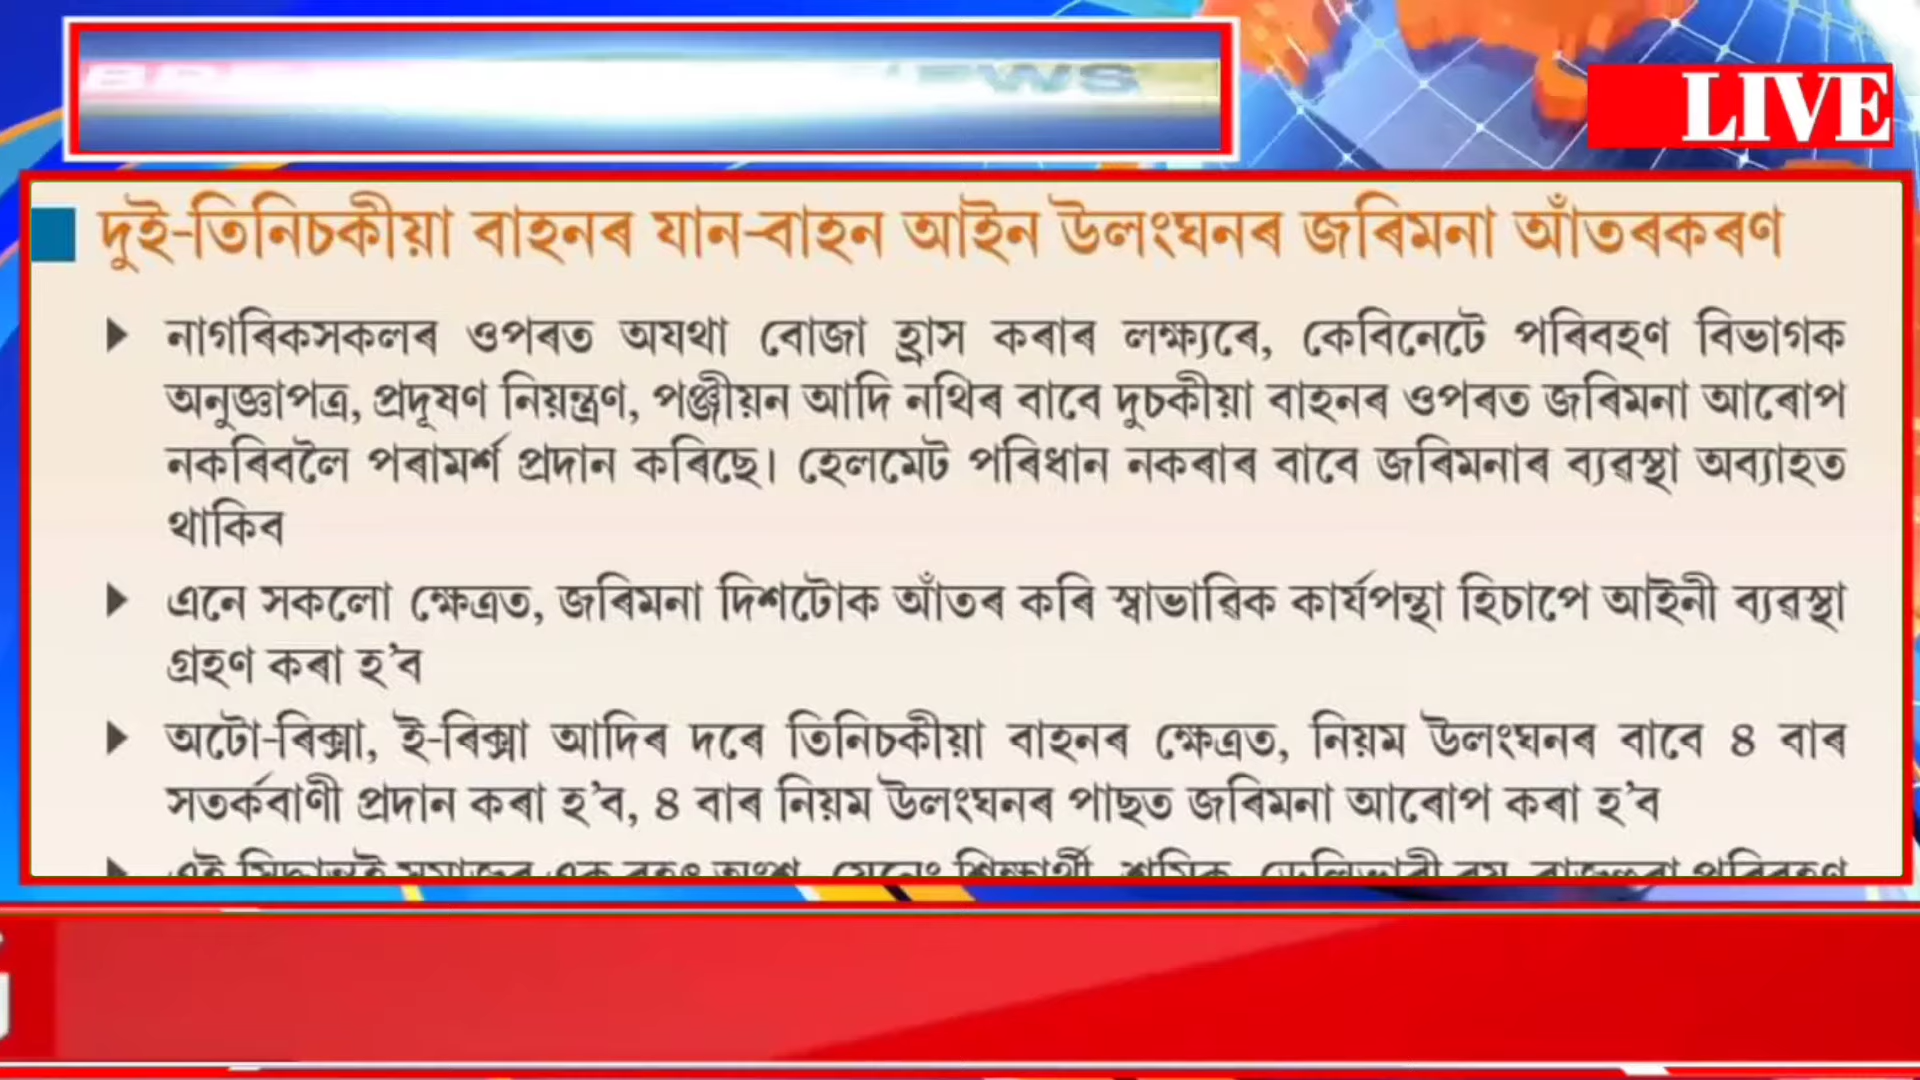 LIVE
দুই-তিনিচকীয়া বাহনৰ যান-বাহন আইন উলংঘনৰ জৰিমনা আঁতৰকৰণ
নাগৰিকসকলৰ ওপৰত অযথা বোজা হ্ৰাস কৰাৰ লক্ষ্যৰে, কেবিনেটে পৰিবহণ বিভাগক
অনুজ্ঞাপত্ৰ, প্ৰদূষণ নিয়ন্ত্ৰণ, পঞ্জীয়ন আদি নথিৰ বাবে দুচকীয়া বাহনৰ ওপৰত জৰিমনা আৰোপ
নকৰিবলৈ পৰামৰ্শ প্ৰদান কৰিছে। হেলমেট পৰিধান নকৰাৰ বাবে জৰিমনাৰ ব্যৱস্থা অব্যাহত
থাকিব
এনে সকলো ক্ষেত্ৰত, জৰিমনা দিশটোক আঁতৰ কৰি স্বাভাৱিক কাৰ্যপন্থা হিচাপে আইনী ব্যৱস্থা
গ্ৰহণ কৰা হ'ব
অটো-ৰিক্সা, ই-ৰিক্সা আদিৰ দৰে তিনিচকীয়া বাহনৰ ক্ষেত্ৰত, নিয়ম উলংঘনৰ বাবে ৪ বাৰ
সতৰ্কবাণী প্ৰদান কৰা হ'ব, ৪ বাৰ নিয়ম উলংঘনৰ পাছত জৰিমনা আৰোপ কৰা হ'ব